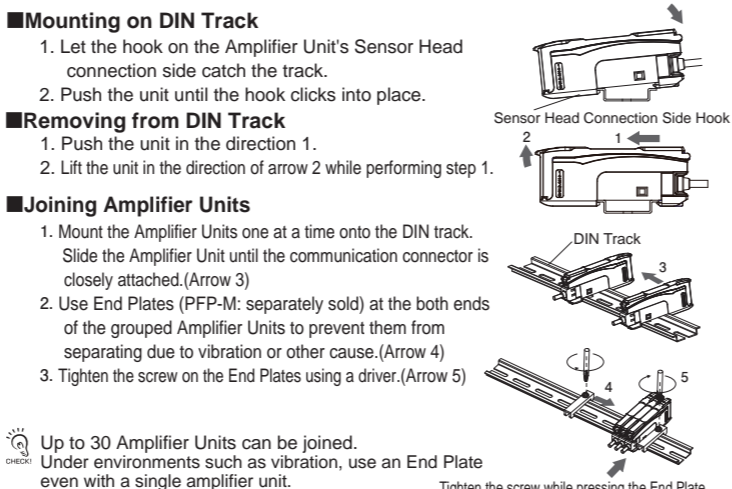 ■Mounting on DIN Track
1. Let the hook on the Amplifier Unit's Sensor Head
connection side catch the track.
2. Push the unit until the hook clicks into place.
Sensor Head Connection Side Hook
■Removing from DIN Track
1. Push the unit in the direction 1.
2. Lift the unit in the direction of arrow 2 while performing step 1.
2 1
■Joining Amplifier Units
1. Mount the Amplifier Units one at a time onto the DIN track.
Slide the Amplifier Unit until the communication connector is
closely attached.(Arrow 3)
2. Use End Plates (PFP-M: separately sold) at the both ends
of the grouped Amplifier Units to prevent them from
separating due to vibration or other cause.(Arrow 4)
3. Tighten the screw on the End Plates using a driver.(Arrow 5)
DIN Track
3
4
5
CHECK!
Up to 30 Amplifier Units can be joined.
Under environments such as vibration, use an End Plate
even with a single amplifier unit.
Tighten the screw while pressing the End Plate